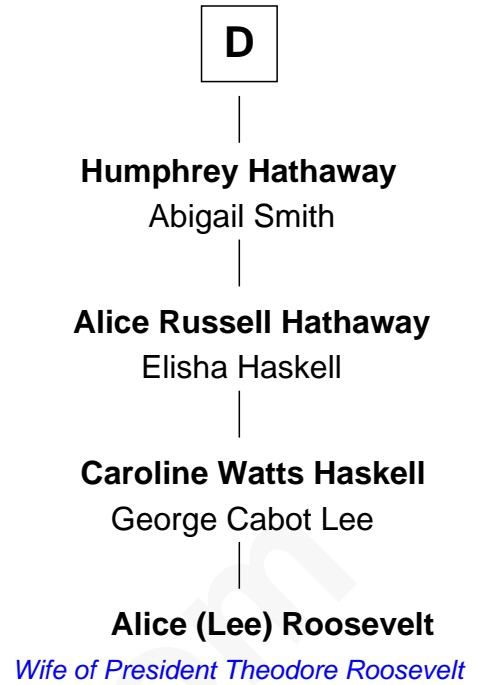 D
Humphrey Hathaway
Abigail Smith
Alice Russell Hathaway
Elisha Haskell
Caroline Watts Haskell
George Cabot Lee
Alice (Lee) Roosevelt
Wife of President Theodore Roosevelt